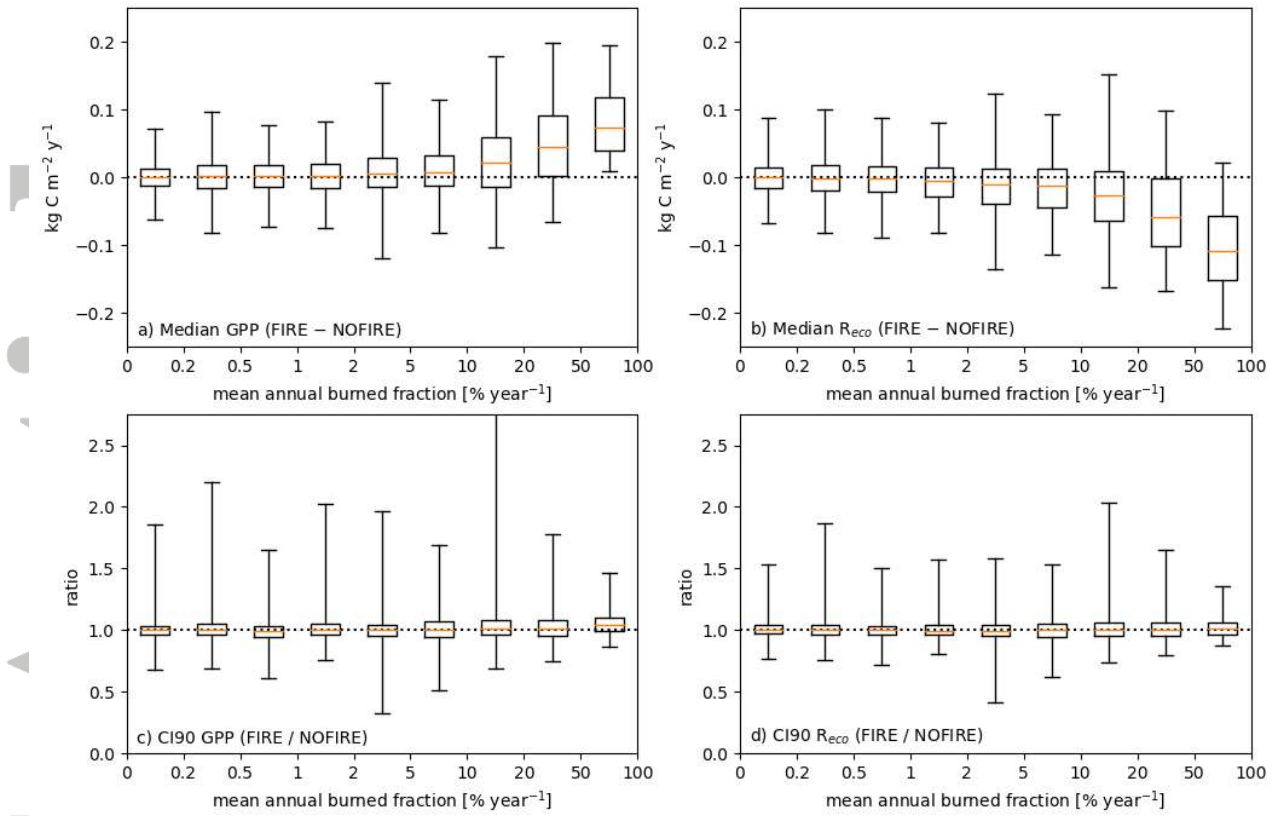 0.2
0.1
0.0
−0.1
−0.2
kg C m⁻² y⁻¹
a) Median GPP (FIRE − NOFIRE)
0 0.2 0.5 1 2 5 10 20 50 100
mean annual burned fraction [% year⁻¹]
0.2
0.1
0.0
−0.1
−0.2
kg C m⁻² y⁻¹
b) Median Reco (FIRE − NOFIRE)
0 0.2 0.5 1 2 5 10 20 50 100
mean annual burned fraction [% year⁻¹]
2.5
2.0
1.5
1.0
0.5
0.0
ratio
c) CI90 GPP (FIRE / NOFIRE)
0 0.2 0.5 1 2 5 10 20 50 100
mean annual burned fraction [% year⁻¹]
2.5
2.0
1.5
1.0
0.5
0.0
ratio
d) CI90 Reco (FIRE / NOFIRE)
0 0.2 0.5 1 2 5 10 20 50 100
mean annual burned fraction [% year⁻¹]